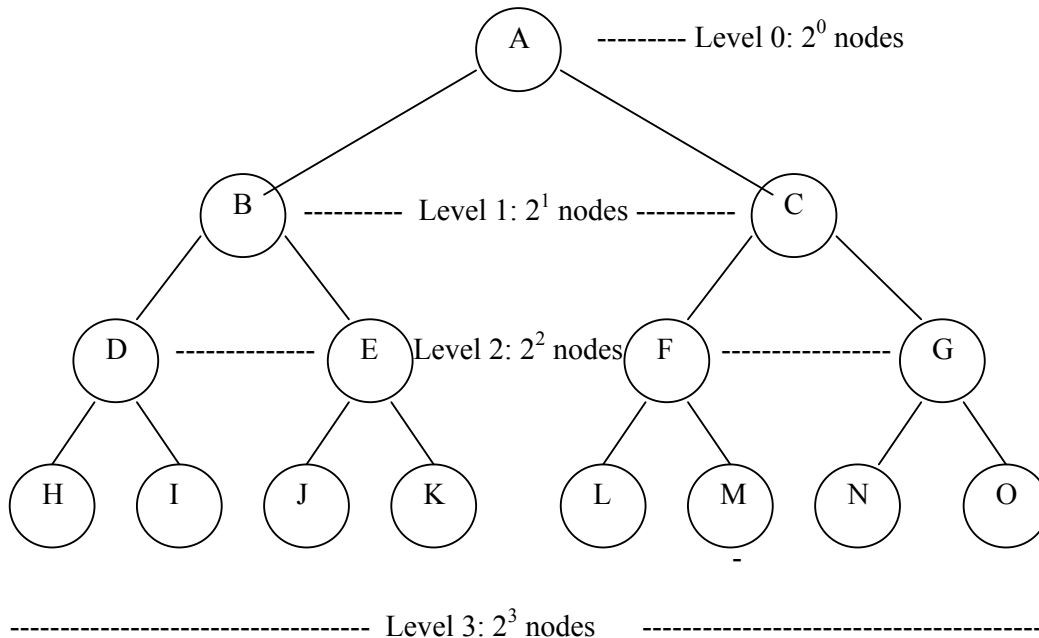 A --------- Level 0: 2⁰ nodes
B ---------- Level 1: 2¹ nodes ---------- C
D -------------- E Level 2: 2² nodes F ----------------- G
H I J K L M N O
-
------------------------------------ Level 3: 2³ nodes ----------------------------------------